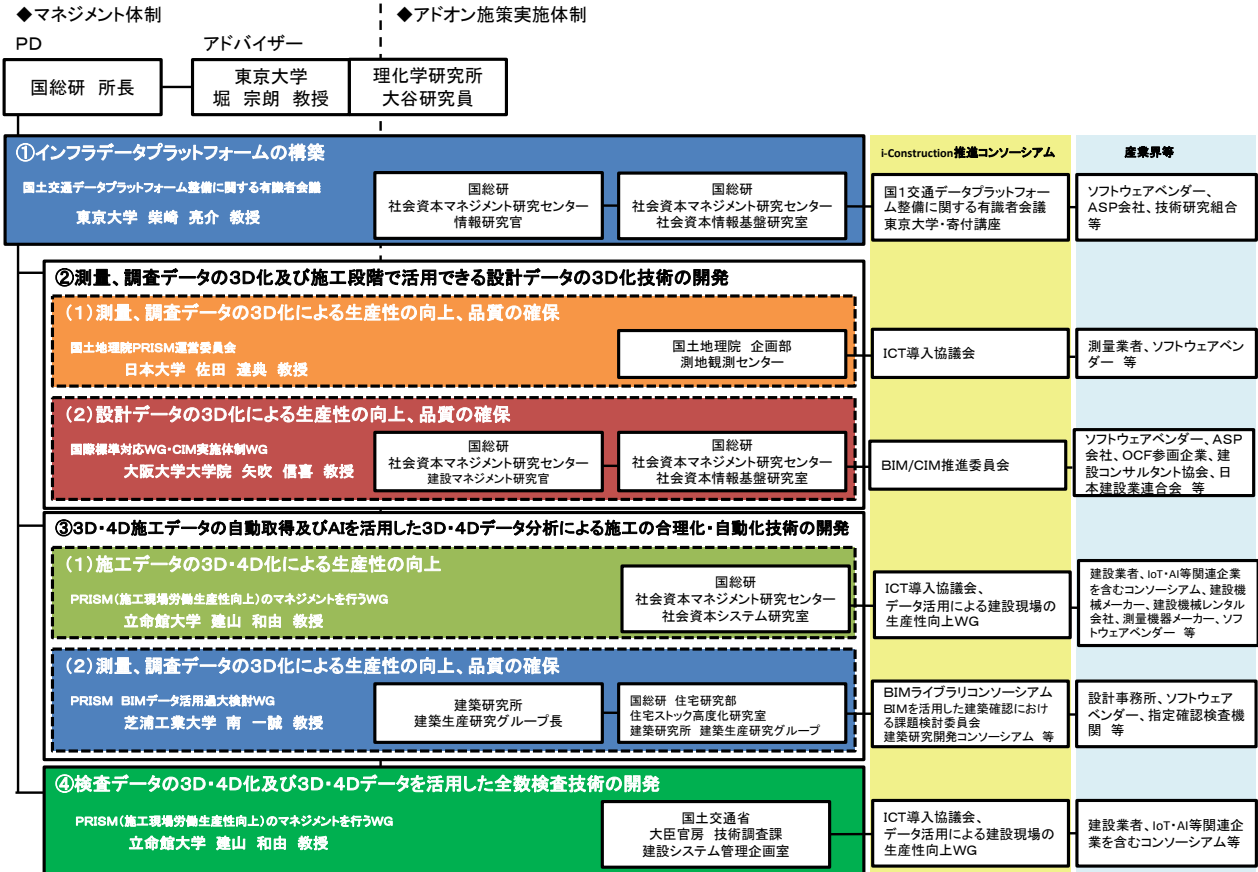 ◆マネジメント体制
◆アドオン施策実施体制
PD
アドバイザー
国総研 所長
東京大学
堀 宗朗 教授
理化学研究所
大谷研究員
①インフラデータプラットフォームの構築
国土交通データプラットフォーム整備に関する有識者会議
東京大学 柴崎 亮介 教授
国総研
社会資本マネジメント研究センター
情報研究官
国総研
社会資本マネジメント研究センター
社会資本情報基盤研究室
i-Construction推進コンソーシアム
国1交通データプラットフォー
ム整備に関する有識者会議
東京大学・寄付講座
産業界等
ソフトウェアベンダー、
ASP会社、技術研究組合
等
②測量、調査データの3D化及び施工段階で活用できる設計データの3D化技術の開発
(1)測量、調査データの3D化による生産性の向上、品質の確保
国土地理院PRISM運営委員会
日本大学 佐田 達典 教授
国土地理院 企画部
測地観測センター
ICT導入協議会
測量業者、ソフトウェアベン
ダー 等
(2)設計データの3D化による生産性の向上、品質の確保
国際標準対応WG・CIM実施体制WG
大阪大学大学院 矢吹 信喜 教授
国総研
社会資本マネジメント研究センター
建設マネジメント研究官
国総研
社会資本マネジメント研究センター
社会資本情報基盤研究室
BIM/CIM推進委員会
ソフトウェアベンダー、ASP
会社、OCF参画企業、建
設コンサルタント協会、日
本建設業連合会 等
③3D・4D施工データの自動取得及びAIを活用した3D・4Dデータ分析による施工の合理化・自動化技術の開発
(1)施工データの3D・4D化による生産性の向上
PRISM(施工現場労働生産性向上)のマネジメントを行うWG
立命館大学 建山 和由 教授
国総研
社会資本マネジメント研究センター
社会資本システム研究室
ICT導入協議会、
データ活用による建設現場の
生産性向上WG
建設業者、IoT・AI等関連企業
を含むコンソーシアム、建設機
械メーカー、建設機械レンタル
会社、測量機器メーカー、ソフ
トウェアベンダー 等
(2)測量、調査データの3D化による生産性の向上、品質の確保
PRISM BIMデータ活用過大検討WG
芝浦工業大学 南 一誠 教授
建築研究所
建築生産研究グループ長
国総研 住宅研究部
住宅ストック高度化研究室
建築研究所 建築生産研究グループ
BIMライブラリコンソーシアム
BIMを活用した建築確認におけ
る課題検討委員会
建築研究開発コンソーシアム 等
設計事務所、ソフトウェア
ベンダー、指定確認検査機
関 等
④検査データの3D・4D化及び3D・4Dデータを活用した全数検査技術の開発
PRISM(施工現場労働生産性向上)のマネジメントを行うWG
立命館大学 建山 和由 教授
国土交通省
大臣官房 技術調査課
建設システム管理企画室
ICT導入協議会、
データ活用による建設現場の
生産性向上WG
建設業者、IoT・AI等関連企
業を含むコンソーシアム等